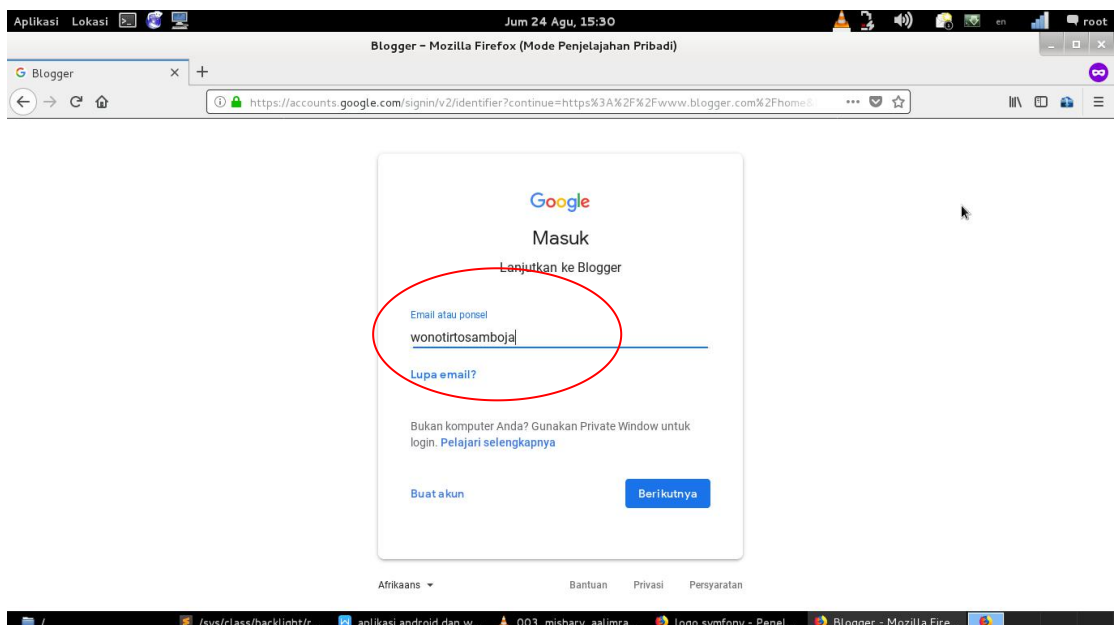 Aplikasi Lokasi Jum 24 Agu, 15:30 en root
Blogger - Mozilla Firefox (Mode Penjelajahan Pribadi)
G Blogger
https://accounts.google.com/signin/v2/identifier?continue=https%3A%2F%2Fwww.blogger.com%2Fhome
Google
Masuk
Lanjutkan ke Blogger
Email atau ponsel
wonotirtosamboja
Lupa email?
Bukan komputer Anda? Gunakan Private Window untuk
login. Pelajari selengkapnya
Buat akun Berikutnya
Afrikaans Bantuan Privasi Persyaratan
/ /sys/class/backlight/r... aplikasi android dan w... 003_mishary_aalimra... logo symfony - Penel... Blogger - Mozilla Fire...